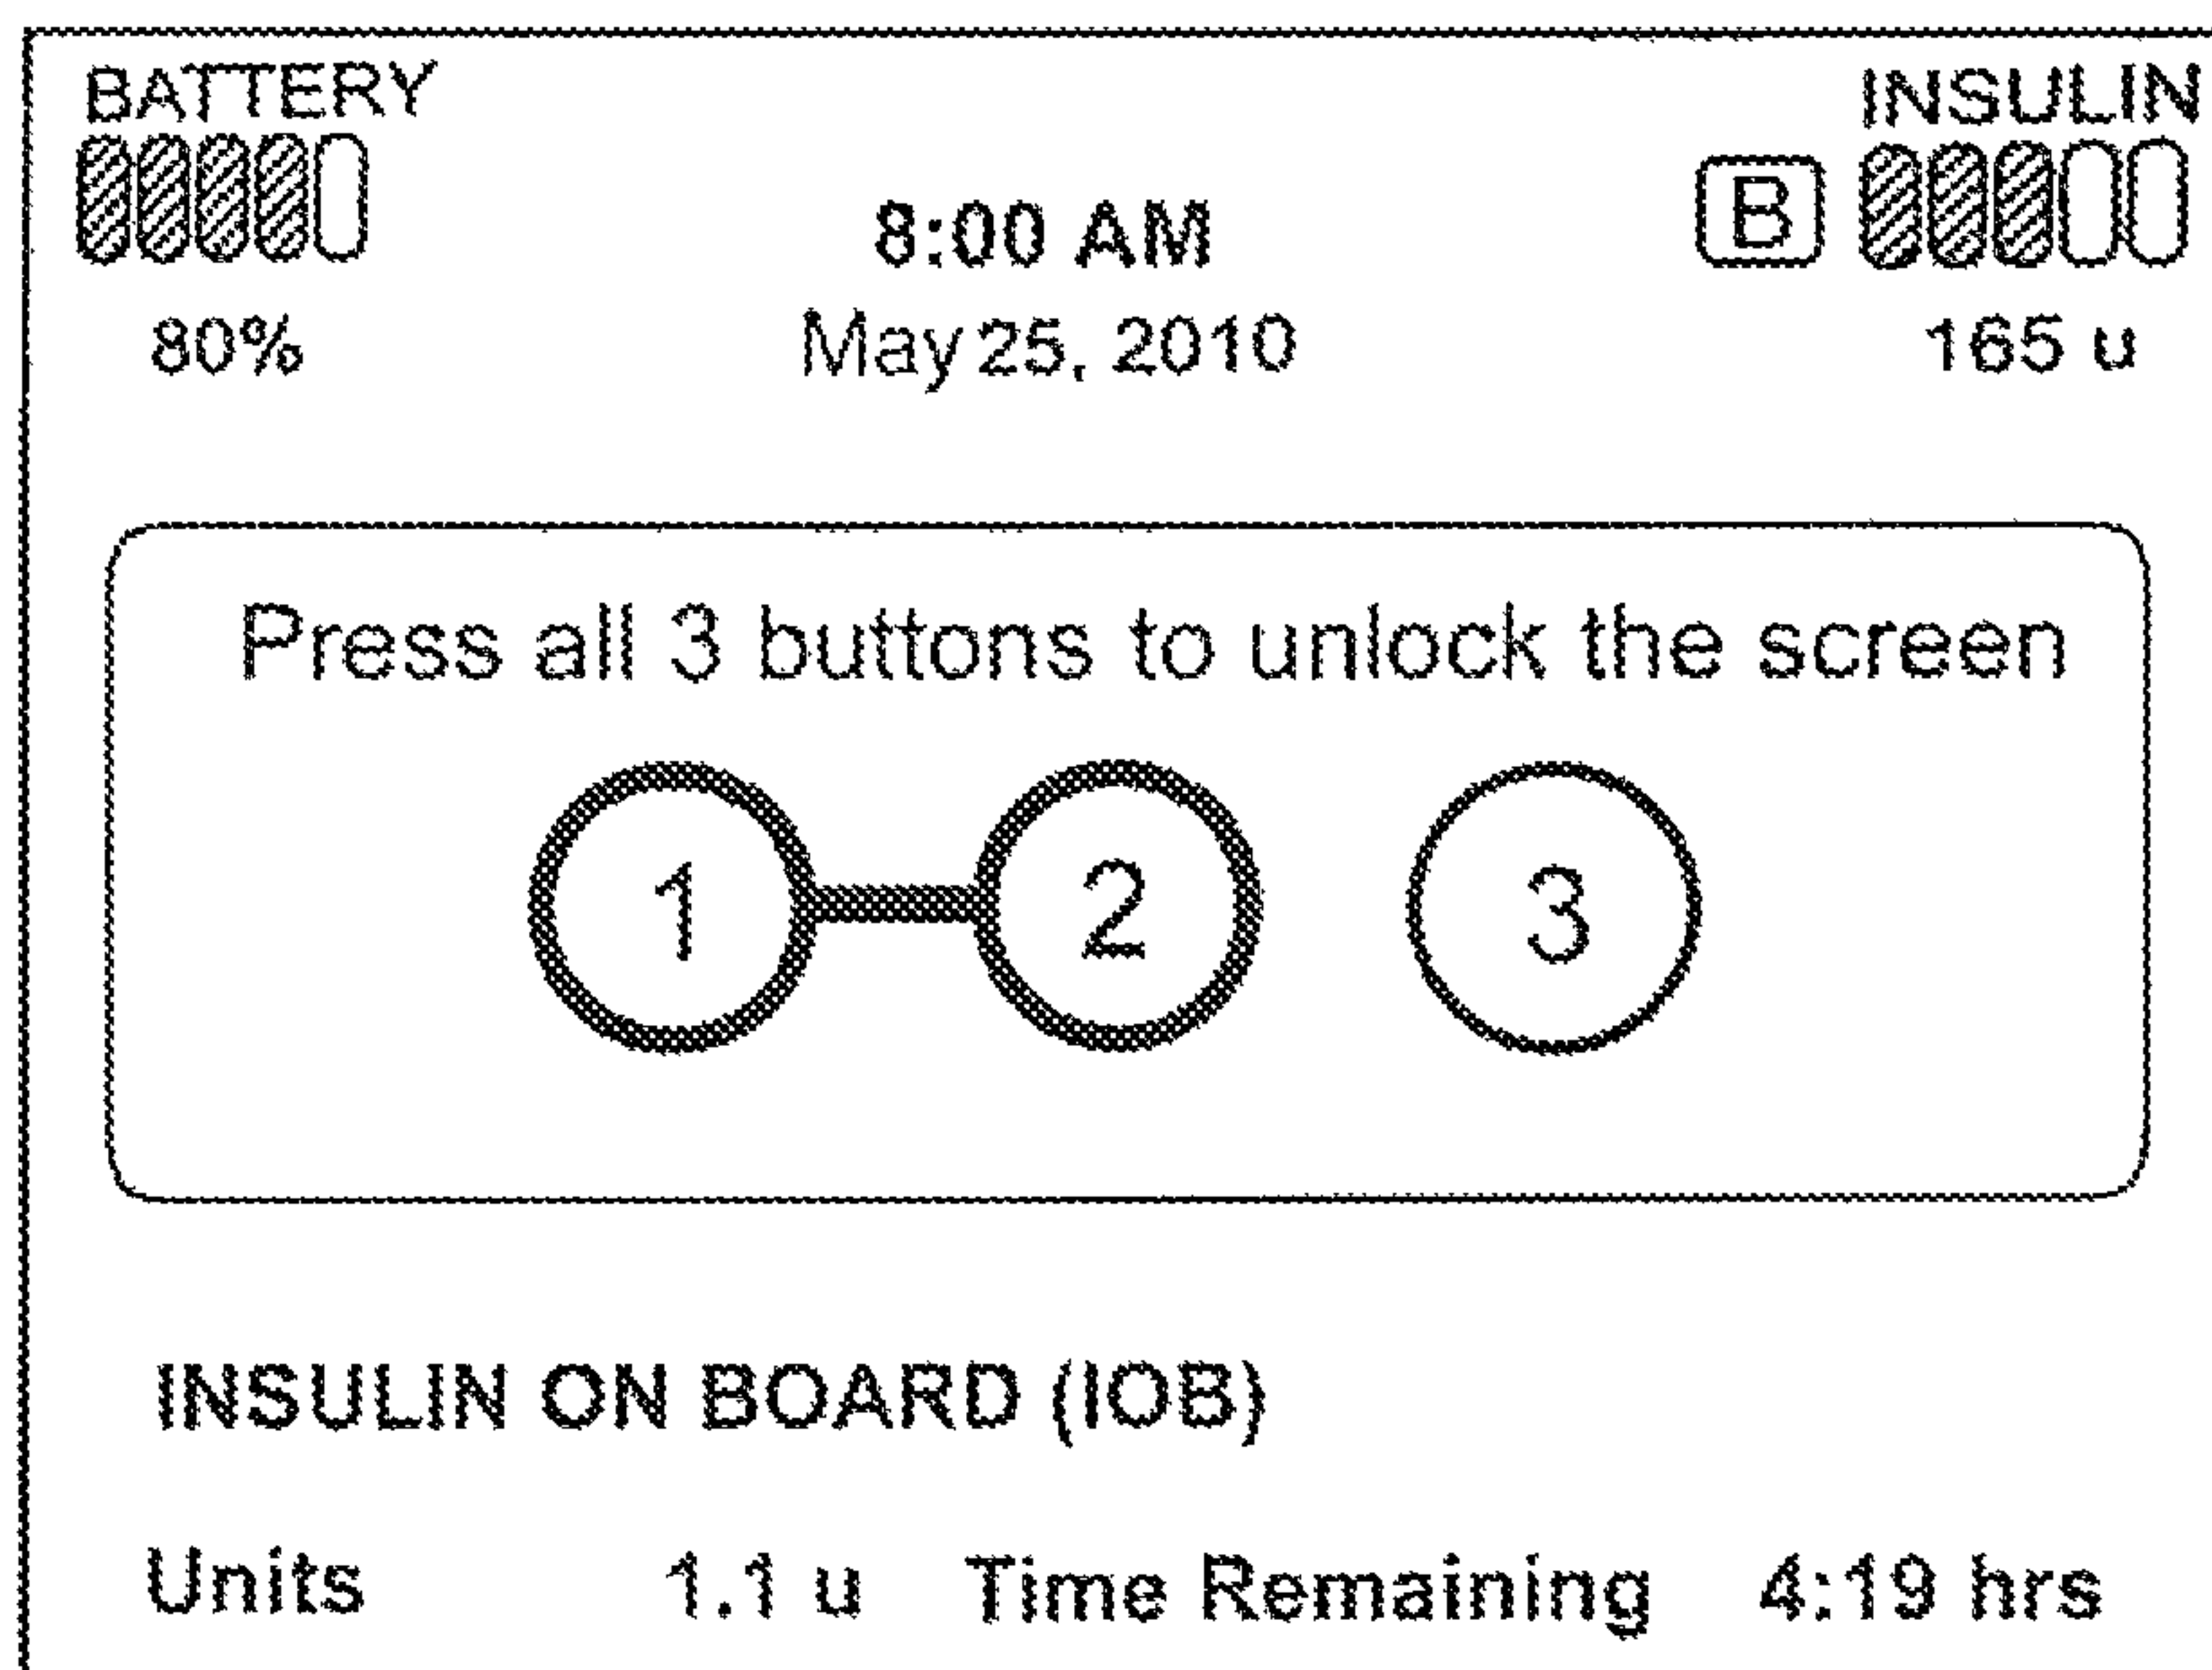 BATTERY INSULIN
8:00 AM B
80% May 25, 2010 165 u
Press all 3 buttons to unlock the screen
1 2 3
INSULIN ON BOARD (IOB)
Units 1.1 u Time Remaining 4:19 hrs